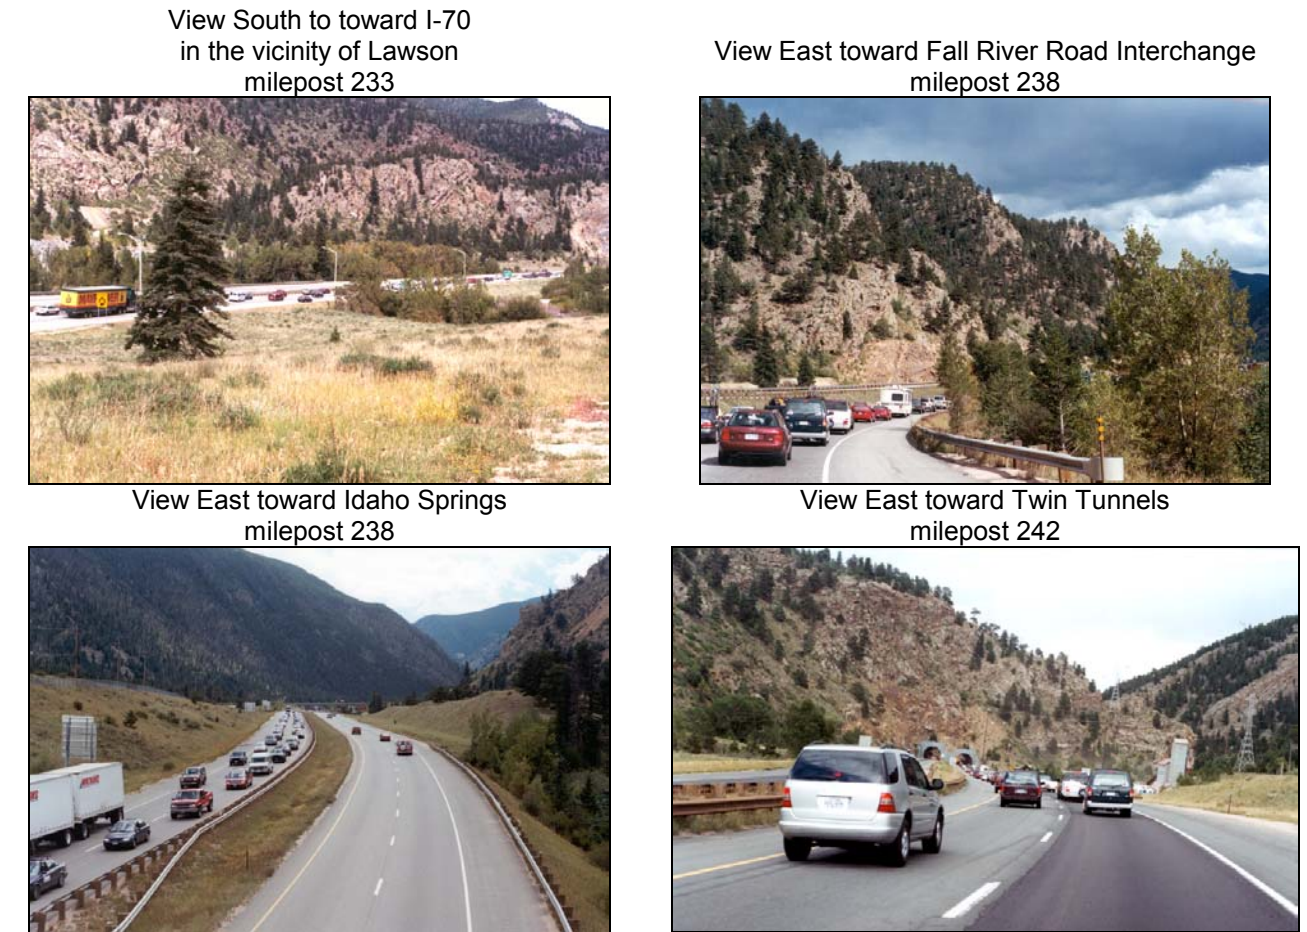 View South to toward I-70
in the vicinity of Lawson
milepost 233
View East toward Fall River Road Interchange
milepost 238
View East toward Idaho Springs
milepost 238
View East toward Twin Tunnels
milepost 242